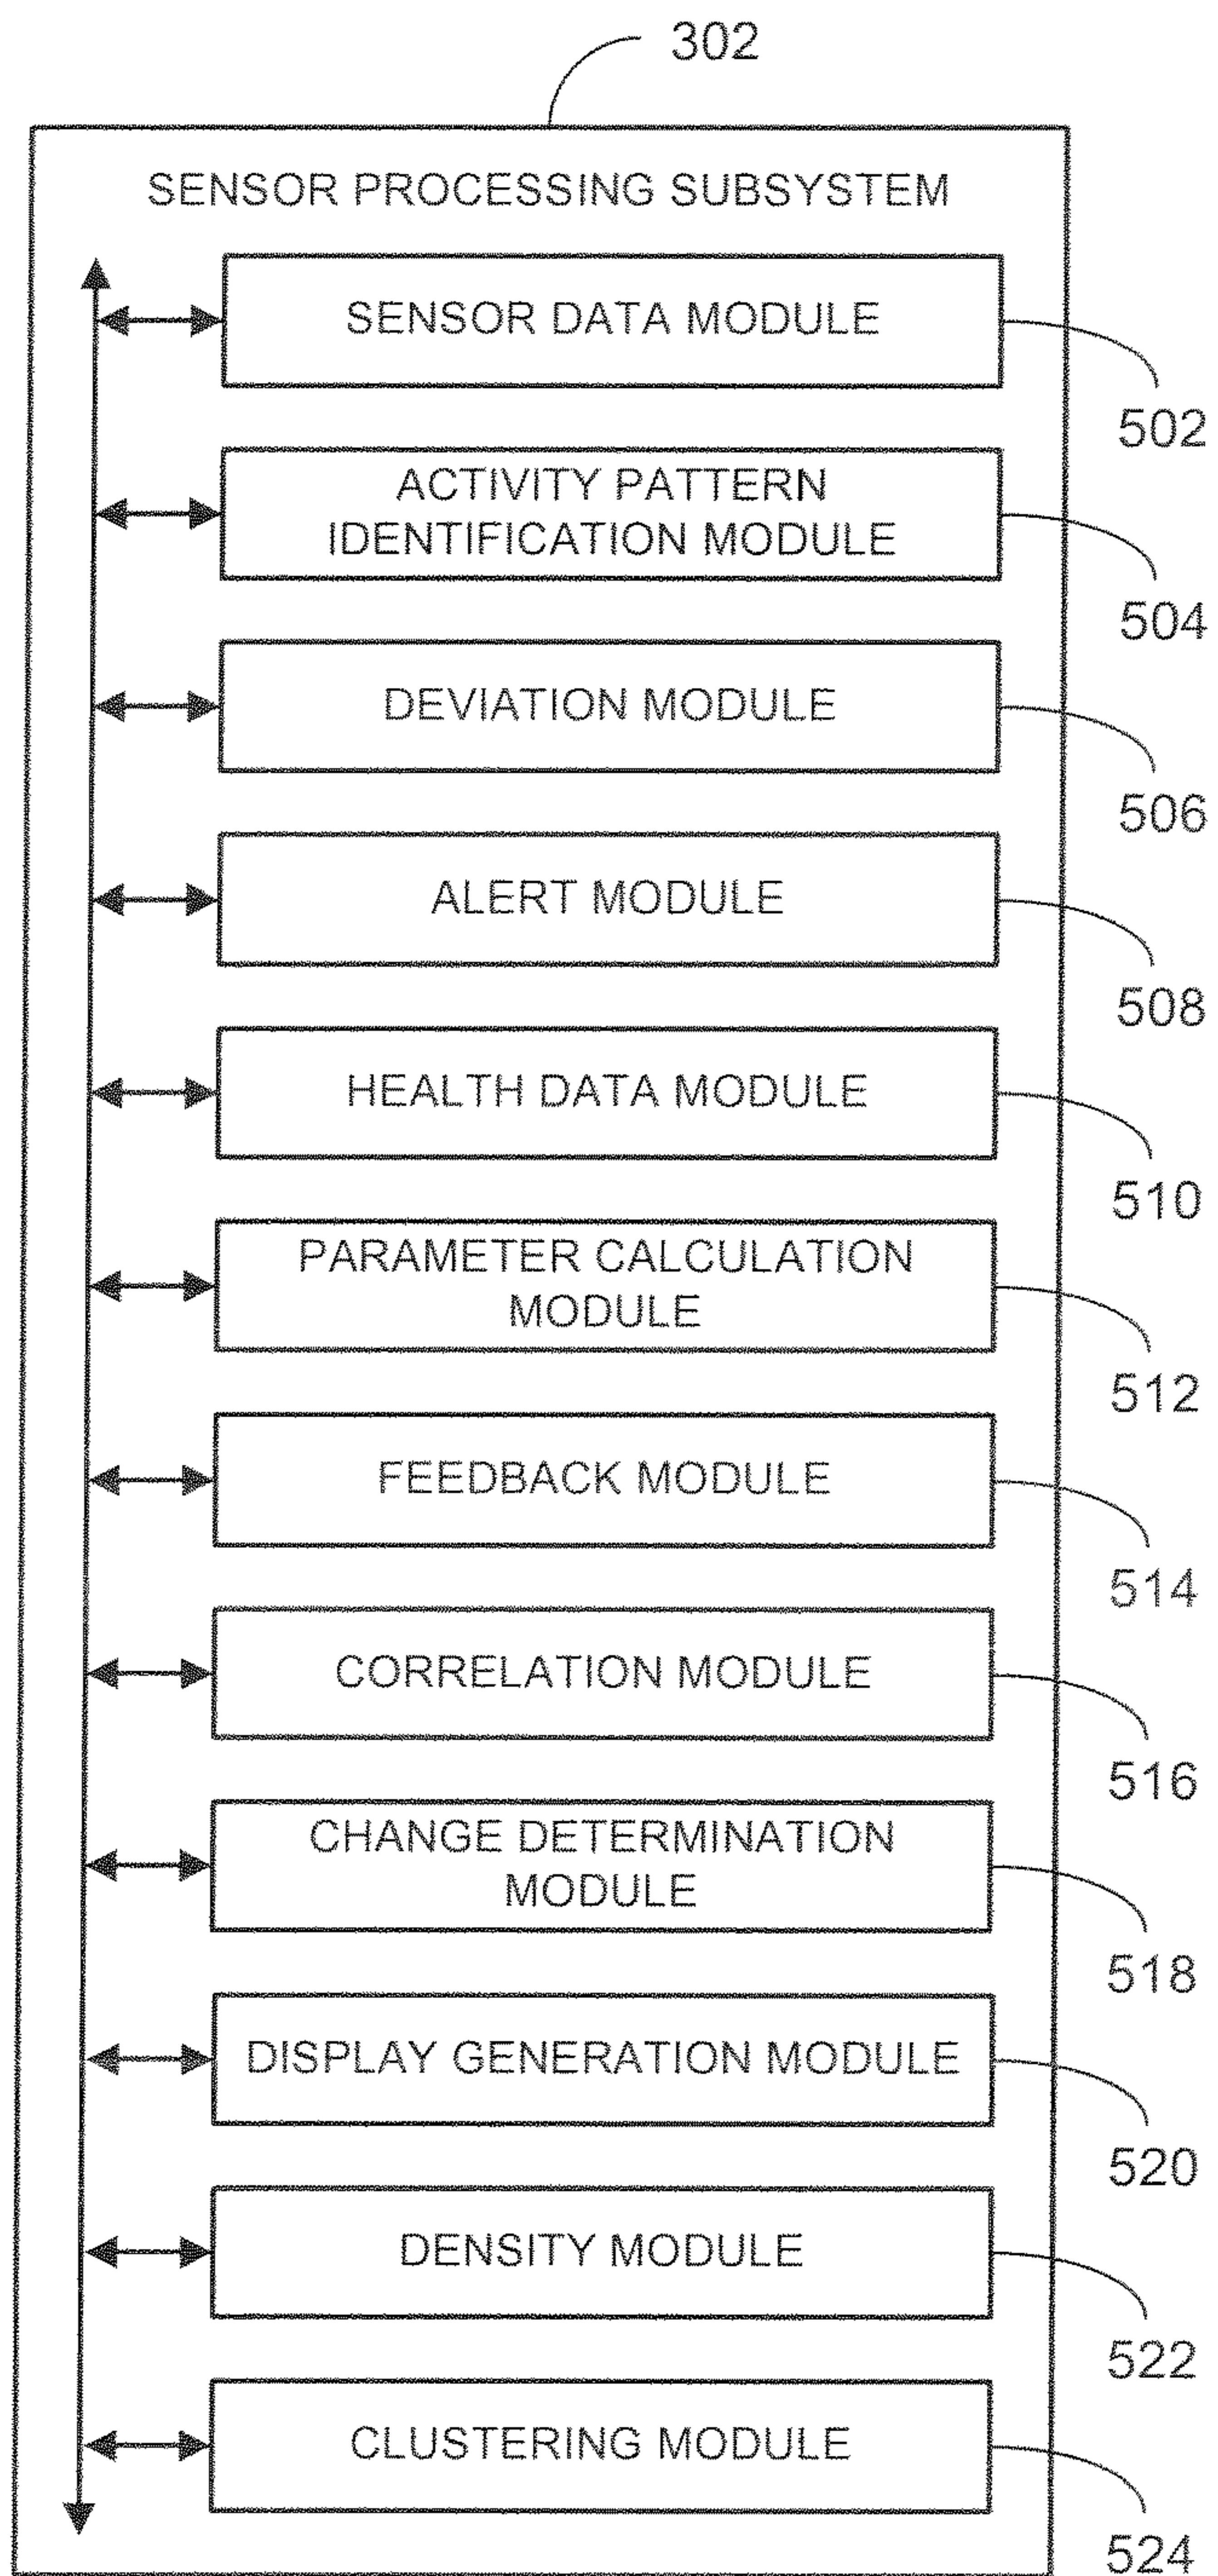 302
SENSOR PROCESSING SUBSYSTEM
SENSOR DATA MODULE
502
ACTIVITY PATTERN
IDENTIFICATION MODULE
504
DEVIATION MODULE
506
ALERT MODULE
508
HEALTH DATA MODULE
510
PARAMETER CALCULATION
MODULE
512
FEEDBACK MODULE
514
CORRELATION MODULE
516
CHANGE DETERMINATION
MODULE
518
DISPLAY GENERATION MODULE
520
DENSITY MODULE
522
CLUSTERING MODULE
524